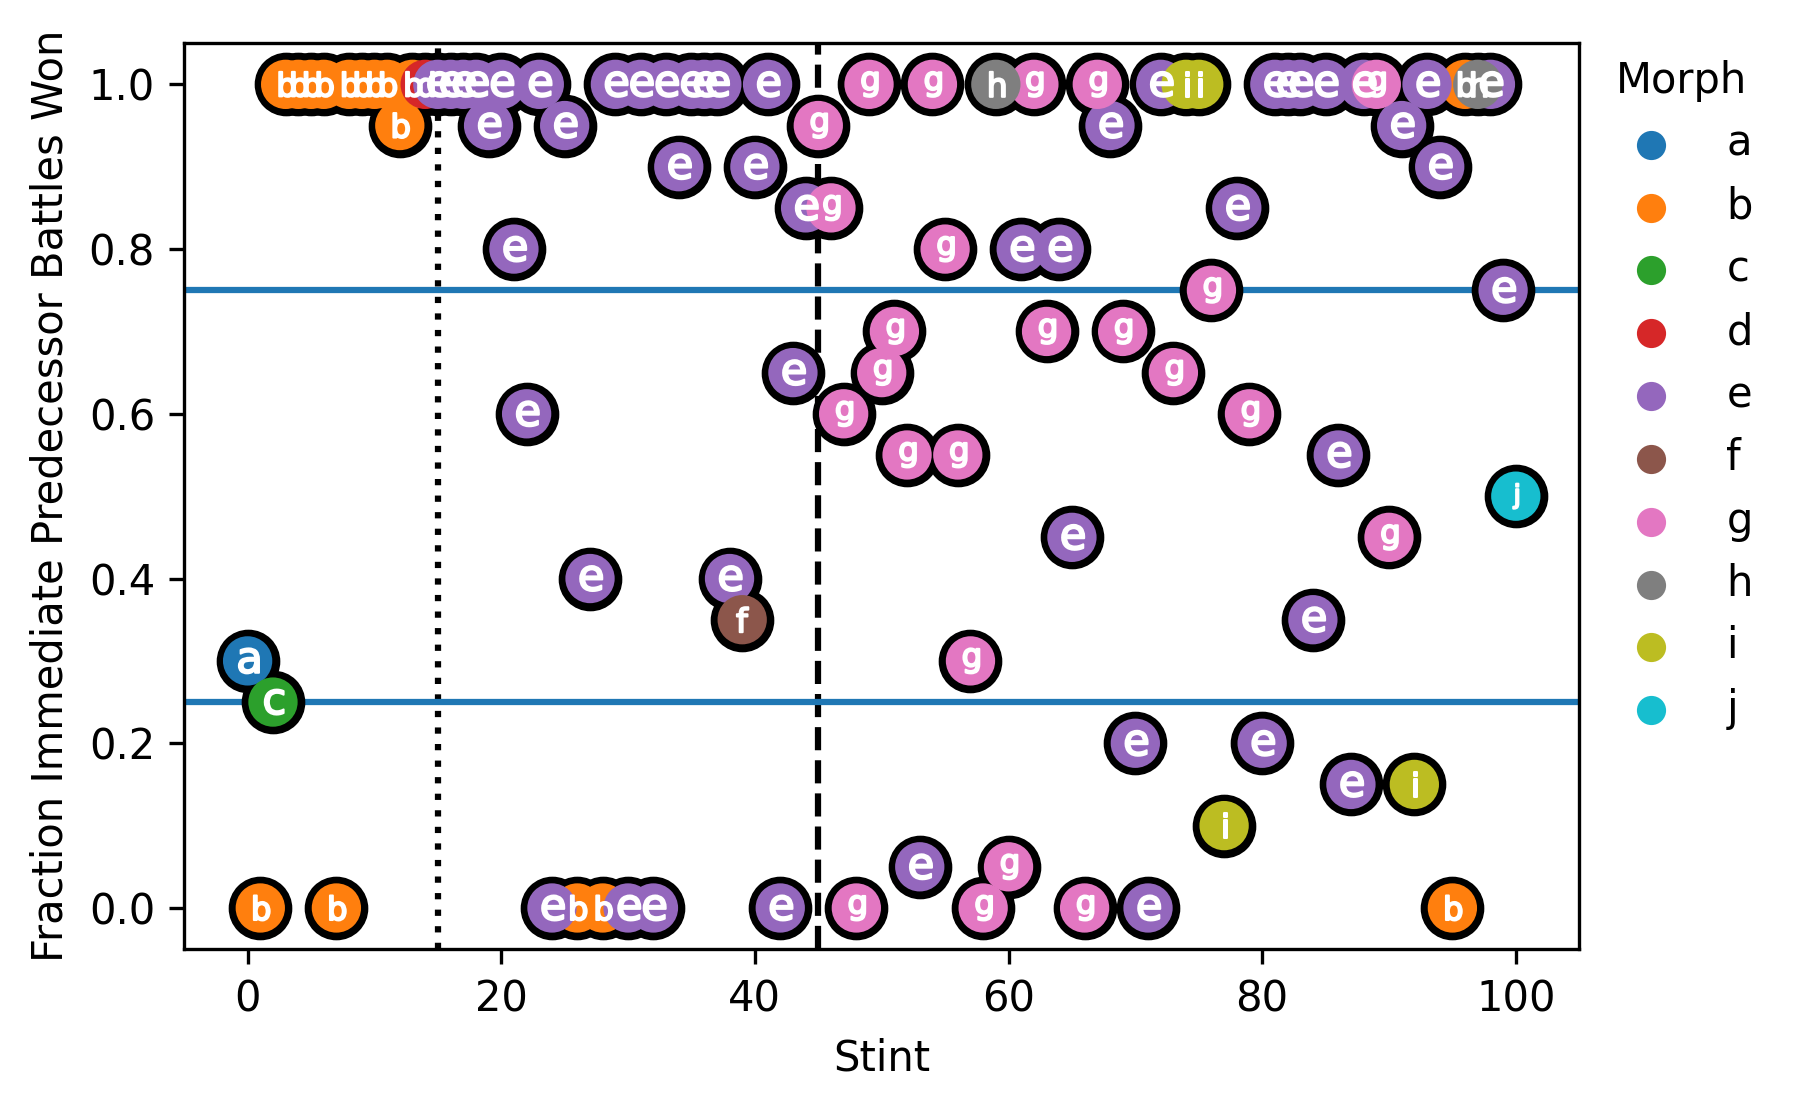 Fraction Immediate Predecessor Battles Won
1.0
0.8
0.6
0.4
0.2
0.0
b b b b b b b b e e e e e e e e e e e e e g g h g g e i i e e e e e g e b e
b e e g e e
e e e
e g e
e g e e
g e
g g g
e g g
e g g
g g e
e g
j
e e
f e
a g
c
e e
e i
i
e g
b b e b b e e e g g g e b
0 20 40 60 80 100
Stint
Morph
a
b
c
d
e
f
g
h
i
j